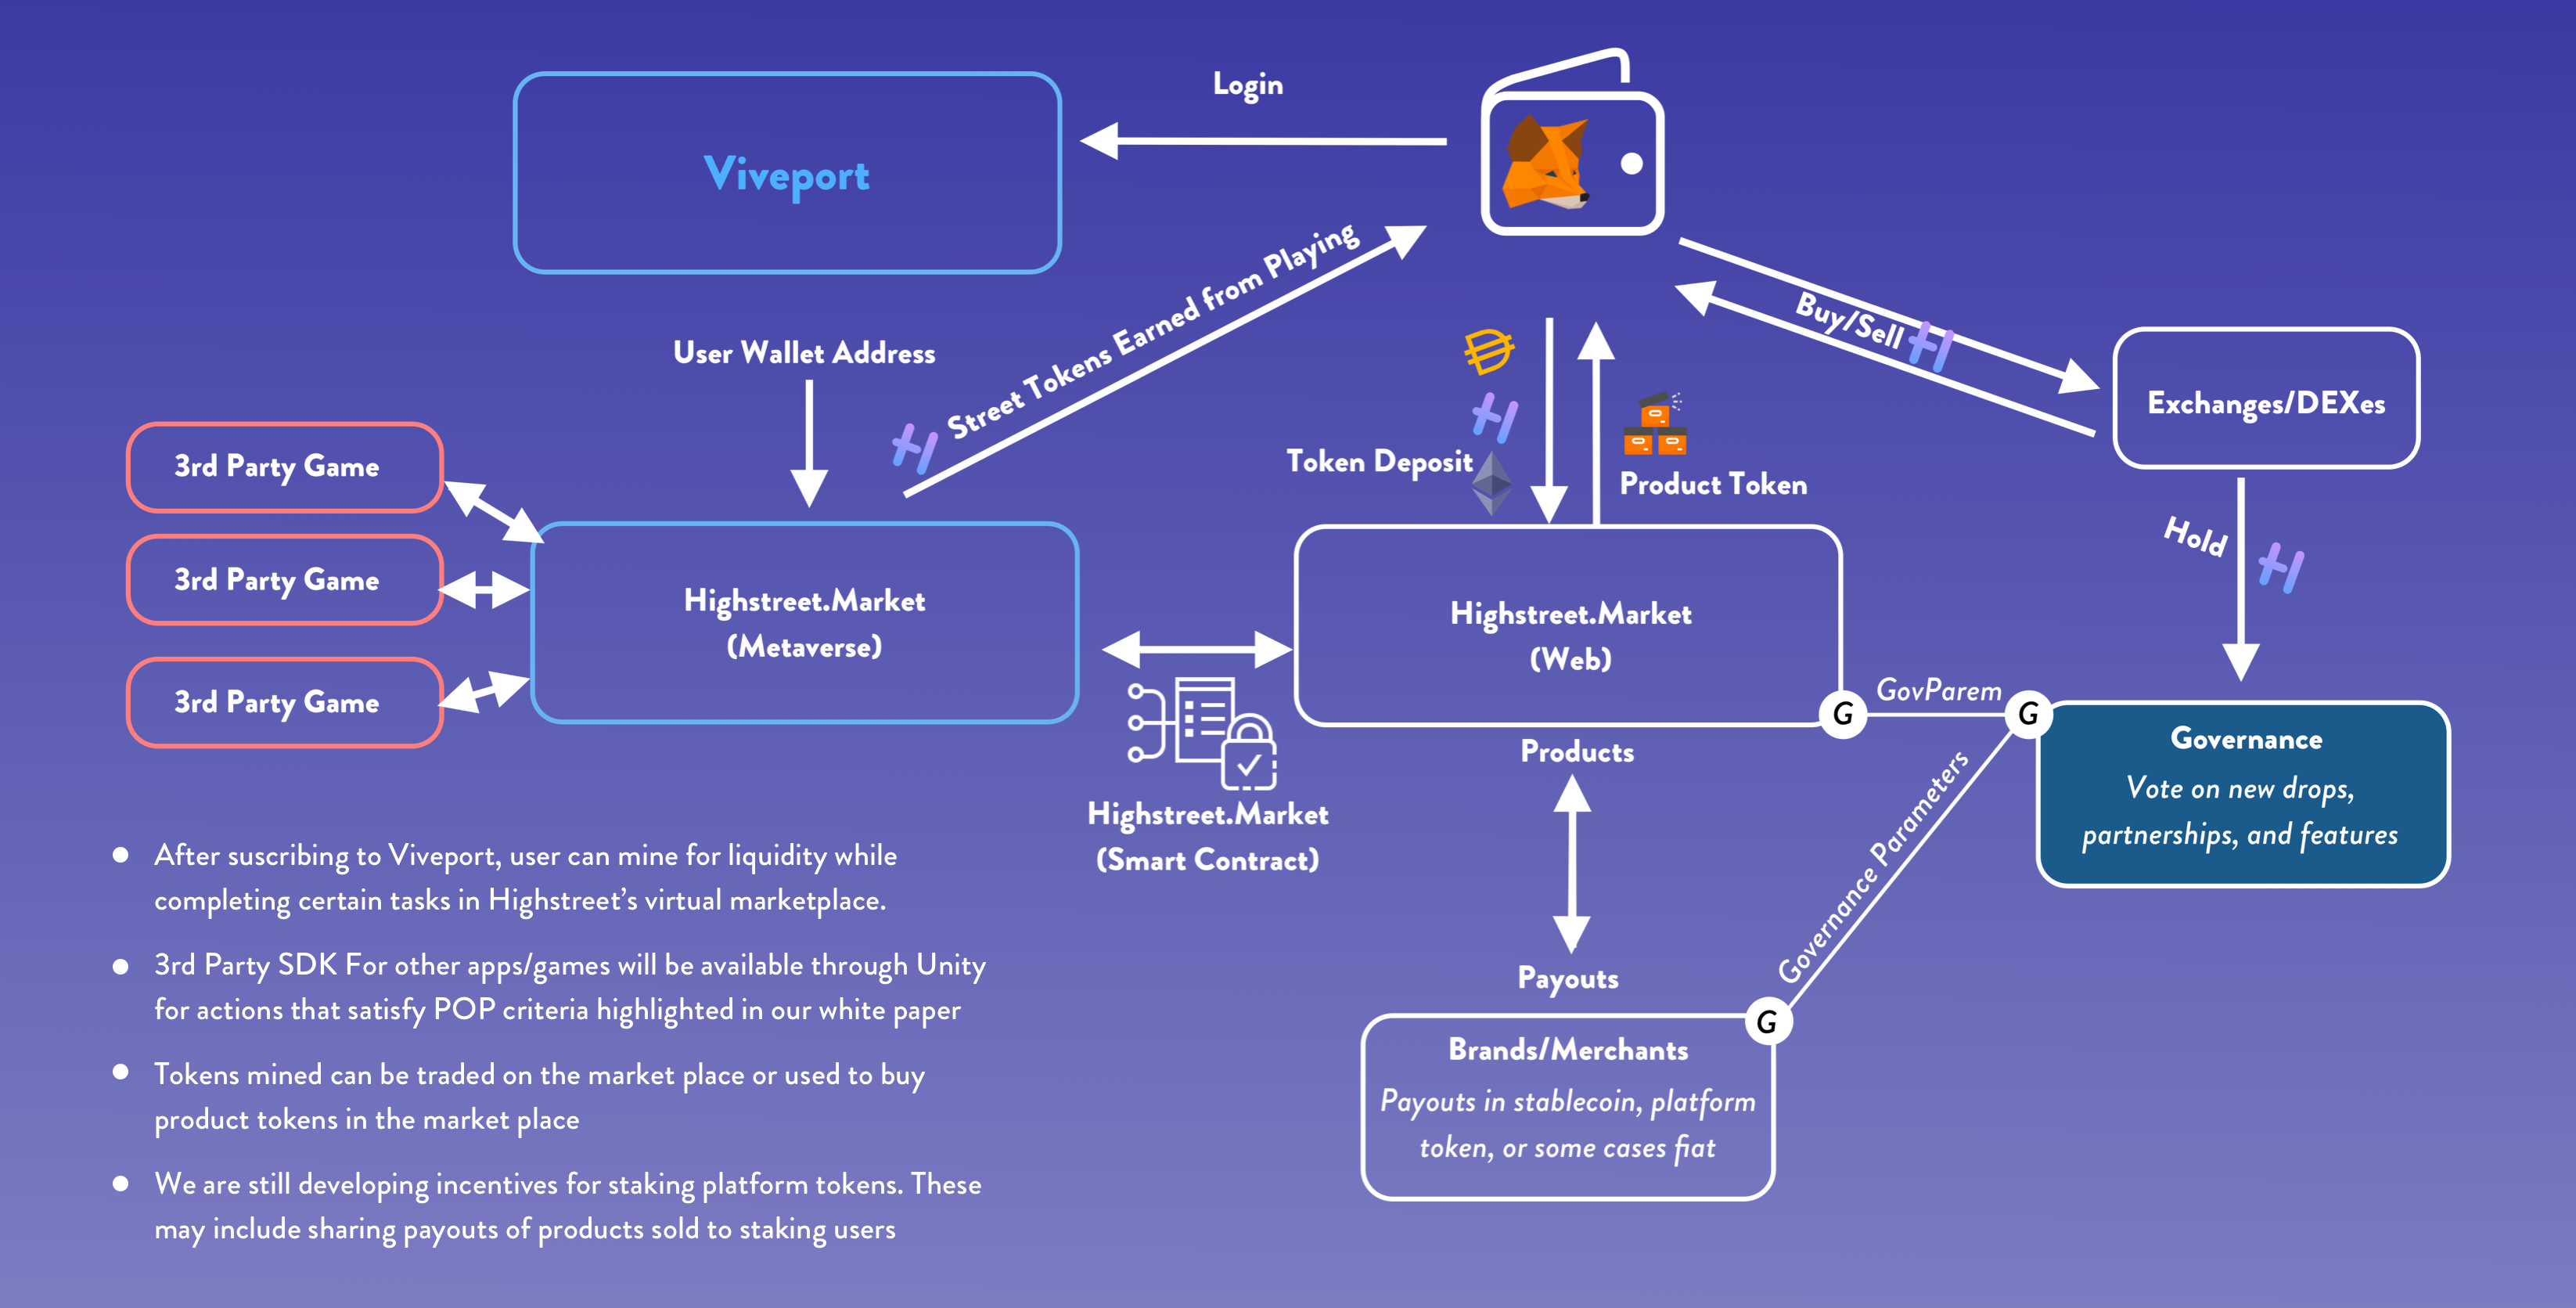 Login
Viveport
Street Tokens Earned from Playing
User Wallet Address
Buy/Sell
Exchanges/DEXes
3rd Party Game
Token Deposit
Product Token
Hold
3rd Party Game
Highstreet.Market
(Metaverse)
Highstreet.Market
(Web)
3rd Party Game
GovParem
G
G
Governance
Vote on new drops,
partnerships, and features
Products
Highstreet.Market
(Smart Contract)
Governance Parameters
Payouts
G
Brands/Merchants
Payouts in stablecoin, platform
token, or some cases fiat
After suscribing to Viveport, user can mine for liquidity while
completing certain tasks in Highstreet’s virtual marketplace.
3rd Party SDK For other apps/games will be available through Unity
for actions that satisfy POP criteria highlighted in our white paper
Tokens mined can be traded on the market place or used to buy
product tokens in the market place
We are still developing incentives for staking platform tokens. These
may include sharing payouts of products sold to staking users